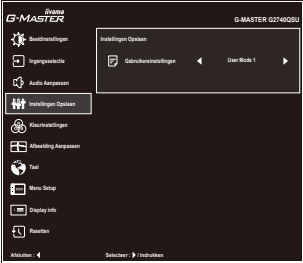 iiyama
G-MASTER
G-MASTER G2740QSU
Beeldinstellingen
Instellingen Opslaan
Gebruikersinstellingen
User Mode 1
Ingangsselectie
Audio Aanpassen
Instellingen Opslaan
Kleurinstellingen
Afbeelding Aanpassen
Taal
Menu Setup
Display info
Resetten
Afsluiten :
Selecteer : / Indrukken